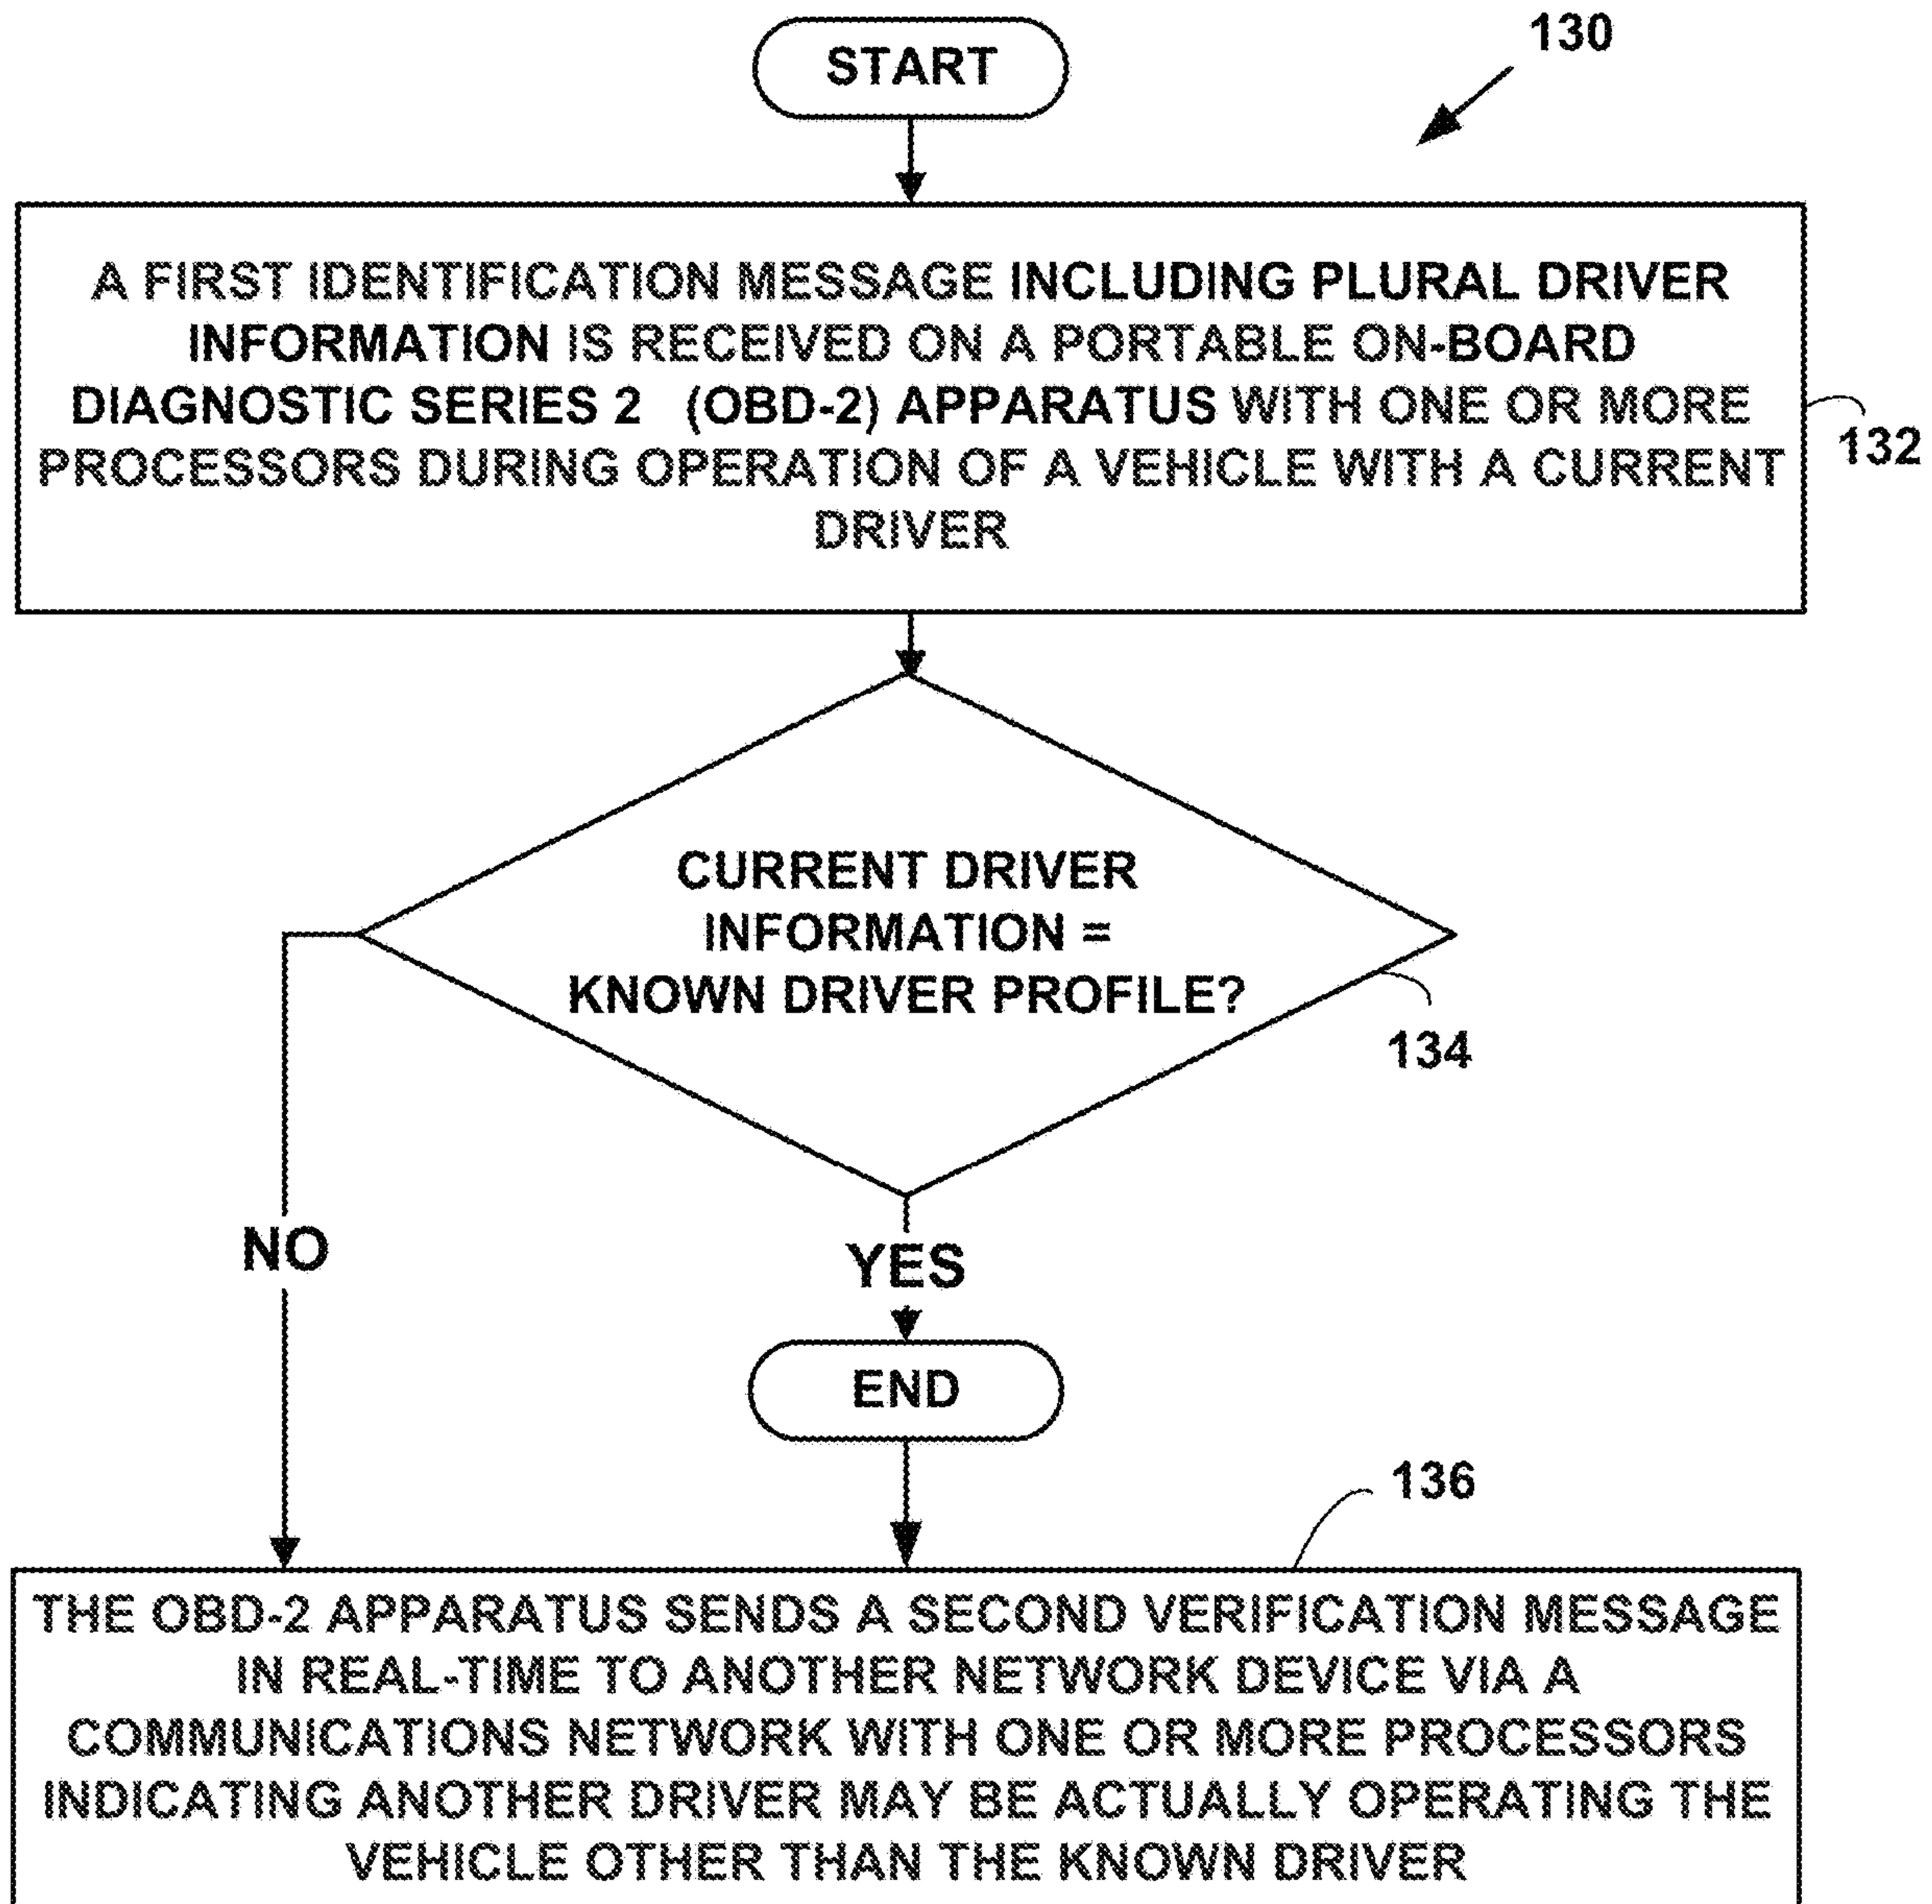 START
130
A FIRST IDENTIFICATION MESSAGE INCLUDING PLURAL DRIVER
INFORMATION IS RECEIVED ON A PORTABLE ON-BOARD
DIAGNOSTIC SERIES 2 (OBD-2) APPARATUS WITH ONE OR MORE
PROCESSORS DURING OPERATION OF A VEHICLE WITH A CURRENT
DRIVER
132
CURRENT DRIVER
INFORMATION =
KNOWN DRIVER PROFILE?
134
NO
YES
END
136
THE OBD-2 APPARATUS SENDS A SECOND VERIFICATION MESSAGE
IN REAL-TIME TO ANOTHER NETWORK DEVICE VIA A
COMMUNICATIONS NETWORK WITH ONE OR MORE PROCESSORS
INDICATING ANOTHER DRIVER MAY BE ACTUALLY OPERATING THE
VEHICLE OTHER THAN THE KNOWN DRIVER